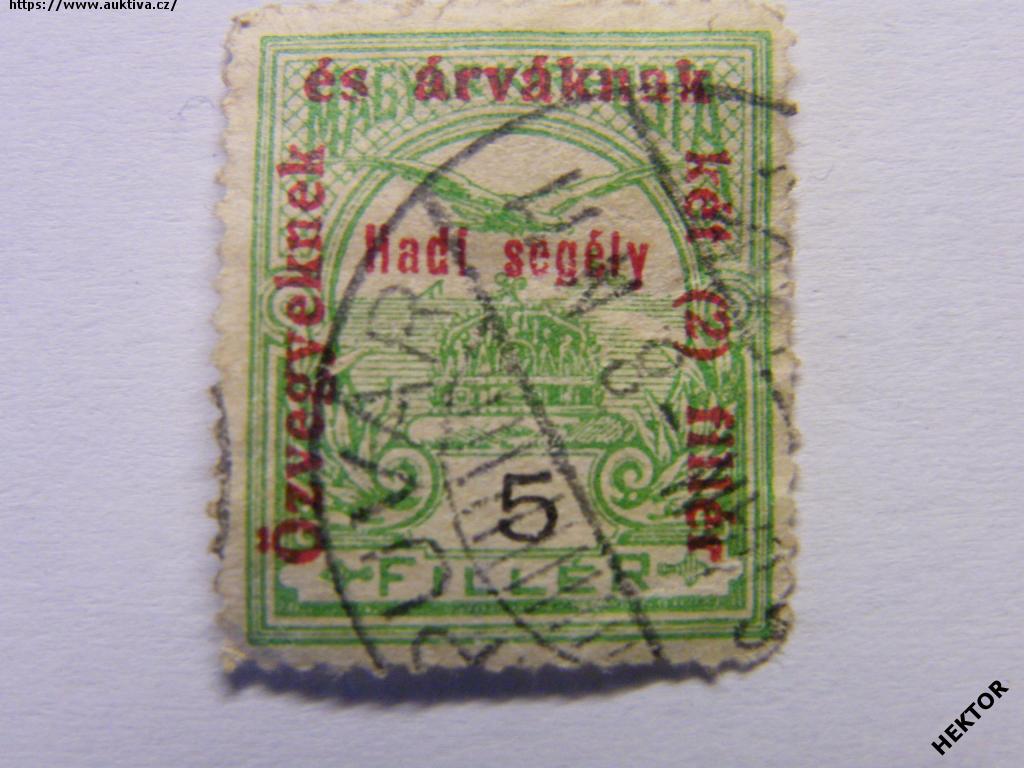 https://www.auktiva.cz/
és árváknak
Özvegyeknek
Hadi segély
két (2) fillér
5
FILLÉR
HEKTOR